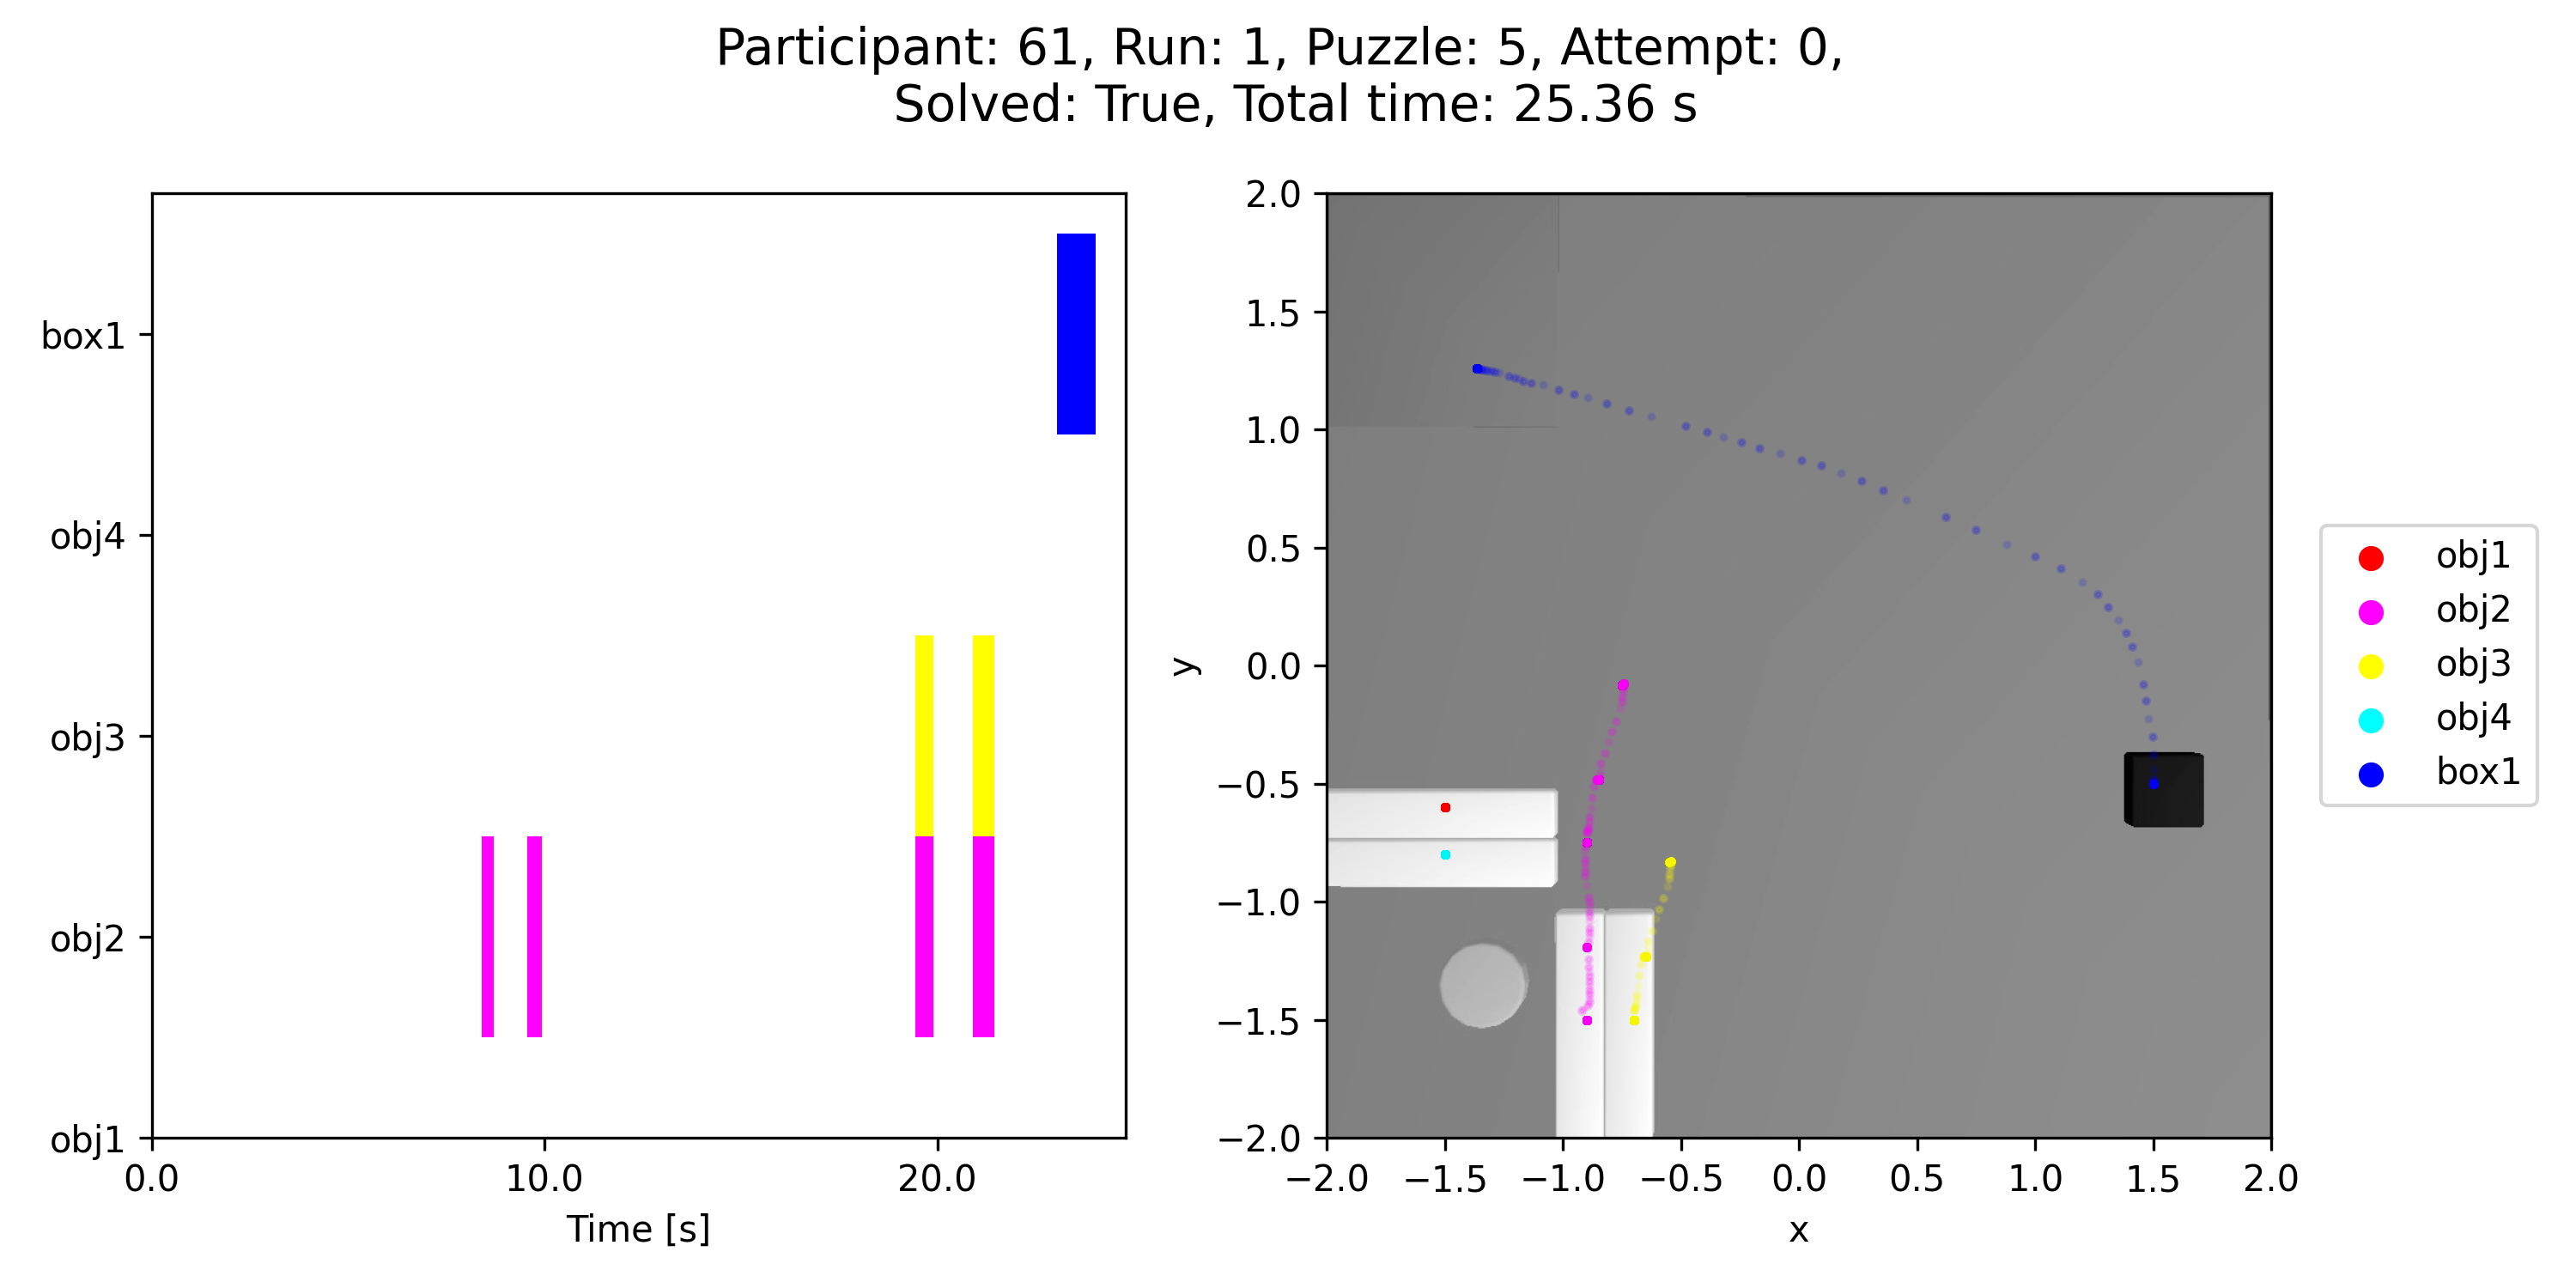 Participant: 61, Run: 1, Puzzle: 5, Attempt: 0,
Solved: True, Total time: 25.36 s
box1
obj4
obj3
obj2
obj1
0.0 10.0 20.0
Time [s]
2.0
1.5
1.0
0.5
0.0
−0.5
−1.0
−1.5
−2.0
y
−2.0 −1.5 −1.0 −0.5 0.0 0.5 1.0 1.5 2.0
x
obj1
obj2
obj3
obj4
box1